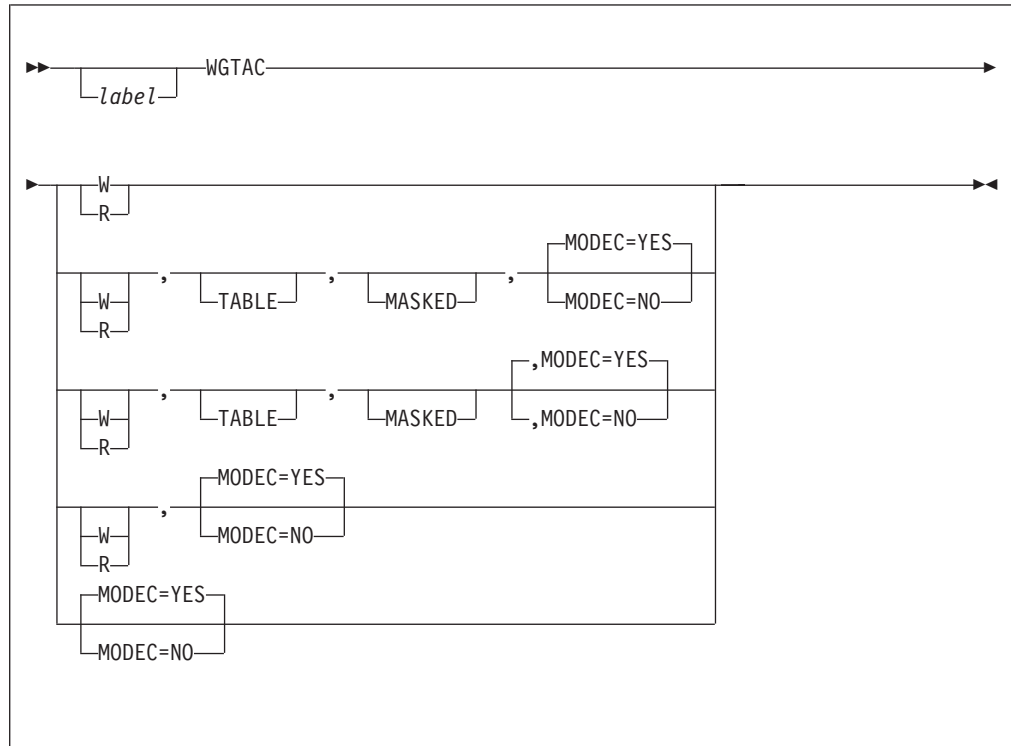 WGTAC
label
W
R
MODEC=YES
W , TABLE , MASKED , MODEC=NO
R
,MODEC=YES
W , TABLE , MASKED ,MODEC=NO
R
MODEC=YES
W , MODEC=NO
R
MODEC=YES
MODEC=NO